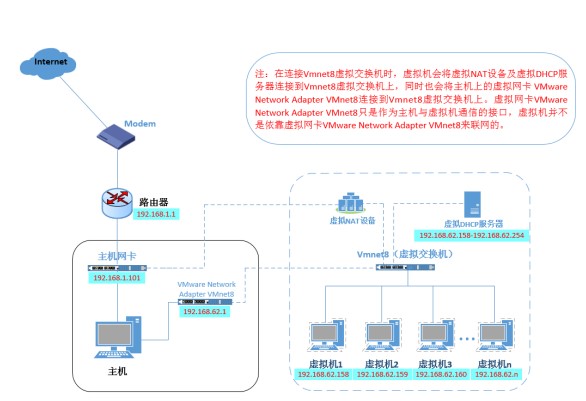 Internet
注：在连接Vmnet8虚拟交换机时，虚拟机会将虚拟NAT设备及虚拟DHCP服
务器连接到Vmnet8虚拟交换机上，同时也会将主机上的虚拟网卡 VMware
Network Adapter VMnet8连接到Vmnet8虚拟交换机上。虚拟网卡VMware
Network Adapter VMnet8只是作为主机与虚拟机通信的接口，虚拟机并不
是依靠虚拟网卡VMware Network Adapter VMnet8来联网的。
Modem
路由器
192.168.1.1
虚拟NAT设备
虚拟DHCP服务器
192.168.62.158-192.168.62.254
主机网卡
192.168.1.101
Vmnet8（虚拟交换机）
VMware Network
Adapter VMnet8
192.168.62.1
主机
虚拟机1
192.168.62.158
虚拟机2
192.168.62.159
虚拟机3
192.168.62.160
虚拟机n
192.168.62.n